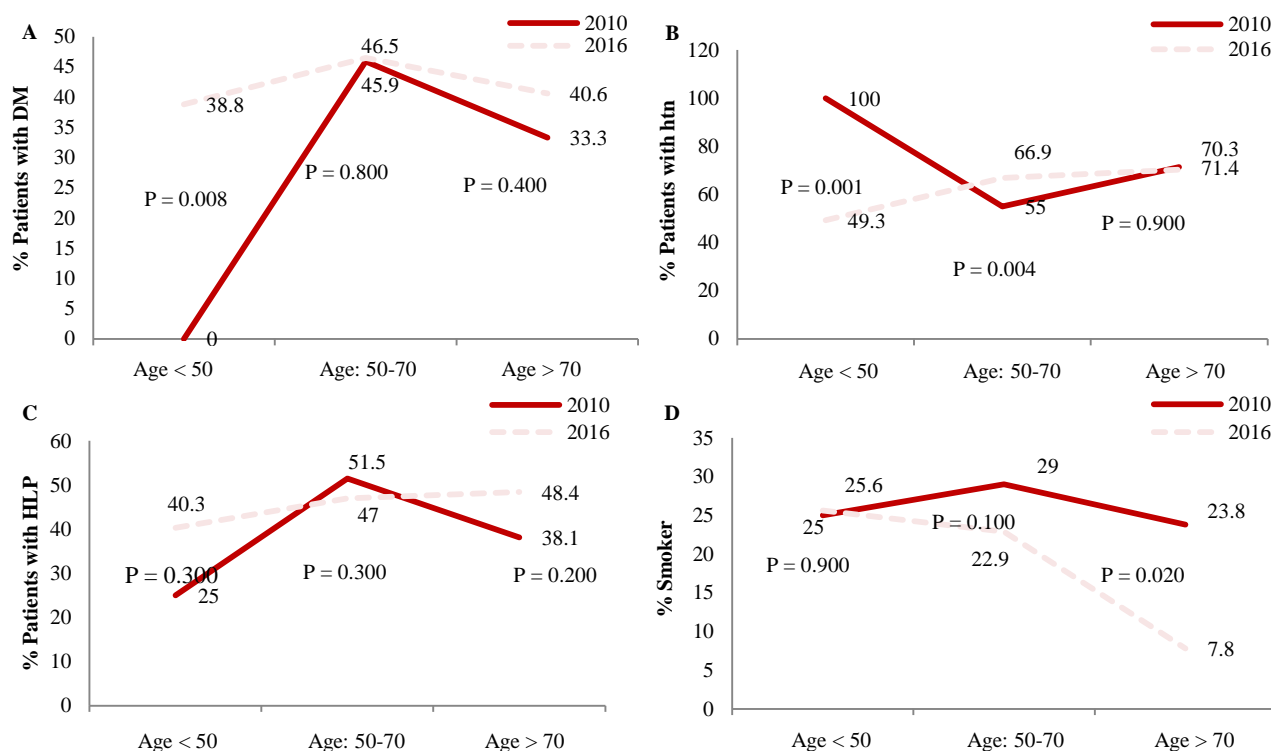 A
2010
2016
% Patients with DM
50
45
40
35
30
25
20
15
10
5
0
46.5
45.9
38.8
40.6
33.3
0
P = 0.008
P = 0.800
P = 0.400
Age < 50
Age: 50-70
Age > 70
B
2010
2016
% Patients with htn
120
100
80
60
40
20
0
100
66.9
70.3
71.4
49.3
55
P = 0.001
P = 0.004
P = 0.900
Age < 50
Age: 50-70
Age > 70
C
2010
2016
% Patients with HLP
60
50
40
30
20
10
0
40.3
51.5
47
48.4
38.1
25
P = 0.300
P = 0.300
P = 0.200
Age < 50
Age: 50-70
Age > 70
D
2010
2016
% Smoker
35
30
25
20
15
10
5
0
25.6
29
25
23.8
22.9
7.8
P = 0.900
P = 0.100
P = 0.020
Age < 50
Age: 50-70
Age > 70